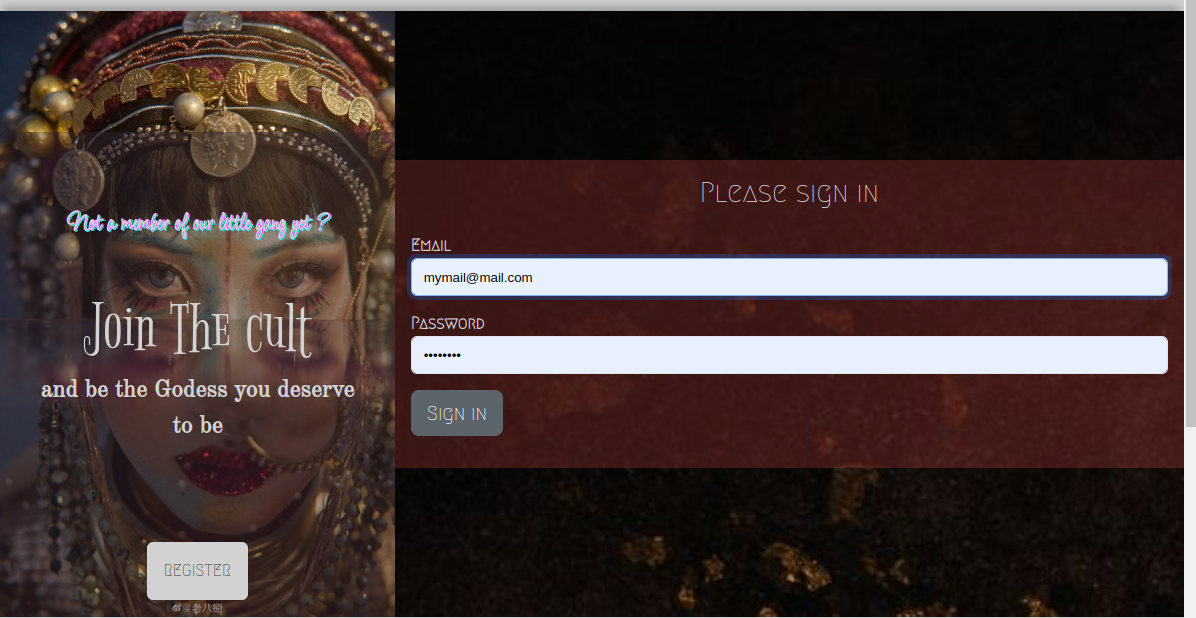 Not a member of our little gang yet ?
Join The cult
and be the Godess you deserve
to be
REGISTER
@老八捌
Please sign in
Email
mymail@mail.com
Password
••••••••
Sign in